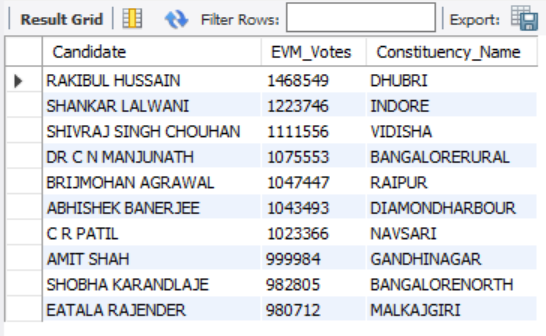 Result Grid Filter Rows: Export:
Candidate EVM_Votes Constituency_Name
RAKIBUL HUSSAIN 1468549 DHUBRI
SHANKAR LALWANI 1223746 INDORE
SHIVRAJ SINGH CHOUHAN 1111556 VIDISHA
DR C N MANJUNATH 1075553 BANGALORERURAL
BRIJMOHAN AGRAWAL 1047447 RAIPUR
ABHISHEK BANERJEE 1043493 DIAMONDHARBOUR
C R PATIL 1023366 NAVSARI
AMIT SHAH 999984 GANDHINAGAR
SHOBHA KARANDLAJE 982805 BANGALORENORTH
EATALA RAJENDER 980712 MALKAJGIRI